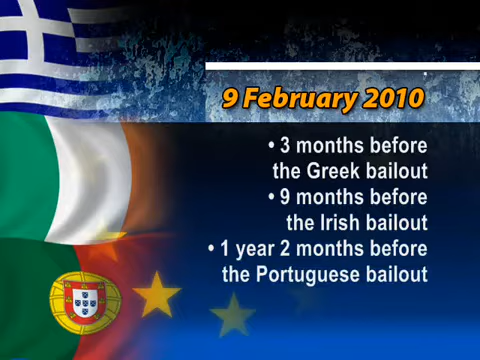 9 February 2010
• 3 months before
the Greek bailout
• 9 months before
the Irish bailout
• 1 year 2 months before
the Portuguese bailout